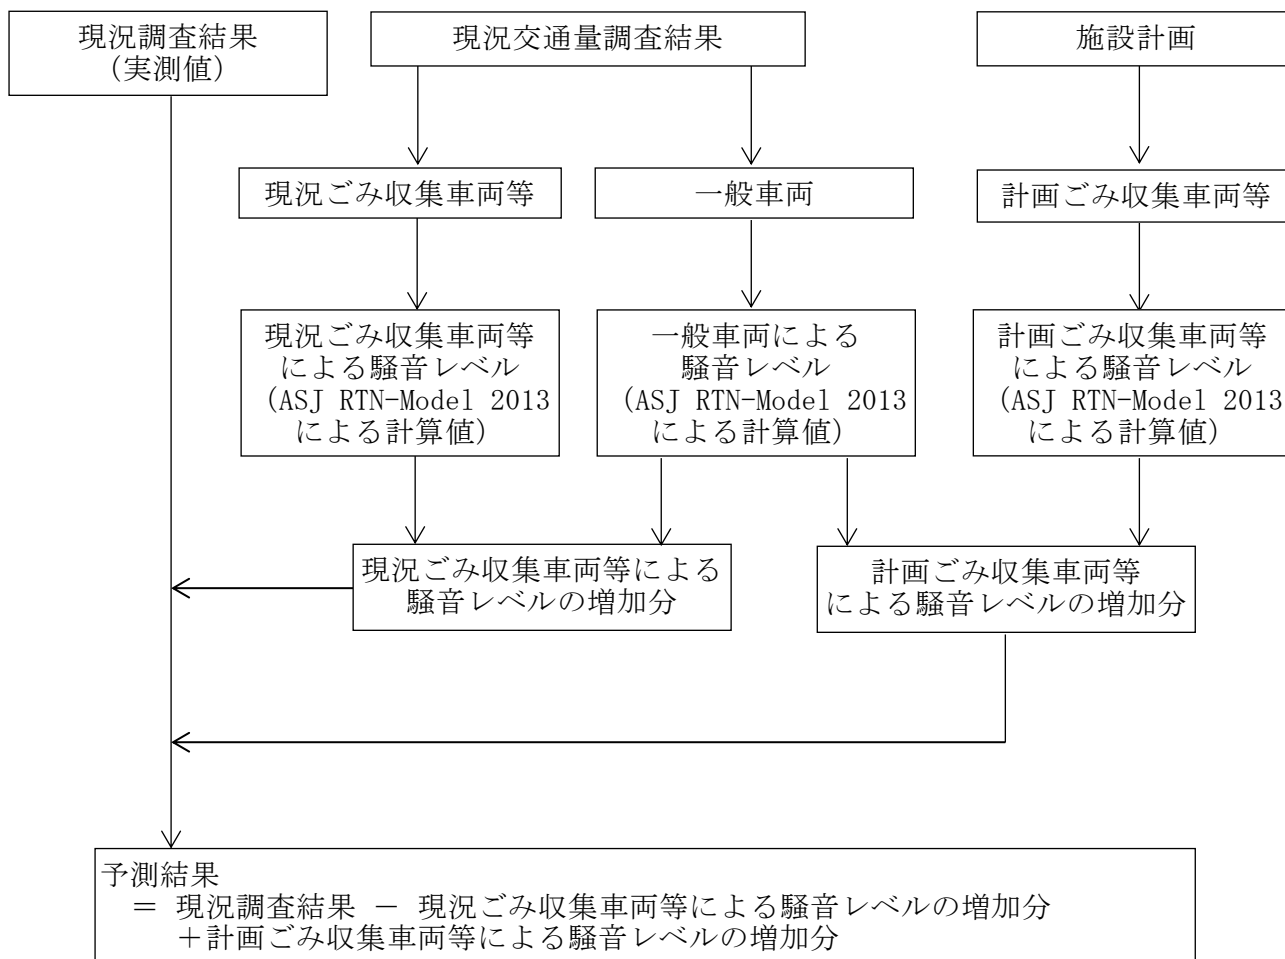 現況調査結果
(実測値)
現況交通量調査結果
施設計画
現況ごみ収集車両等
一般車両
計画ごみ収集車両等
現況ごみ収集車両等
による騒音レベル
(ASJ RTN-Model 2013
による計算値)
一般車両による
騒音レベル
(ASJ RTN-Model 2013
による計算値)
計画ごみ収集車両等
による騒音レベル
(ASJ RTN-Model 2013
による計算値)
現況ごみ収集車両等による
騒音レベルの増加分
計画ごみ収集車両等
による騒音レベルの増加分
予測結果
＝ 現況調査結果 － 現況ごみ収集車両等による騒音レベルの増加分
＋計画ごみ収集車両等による騒音レベルの増加分